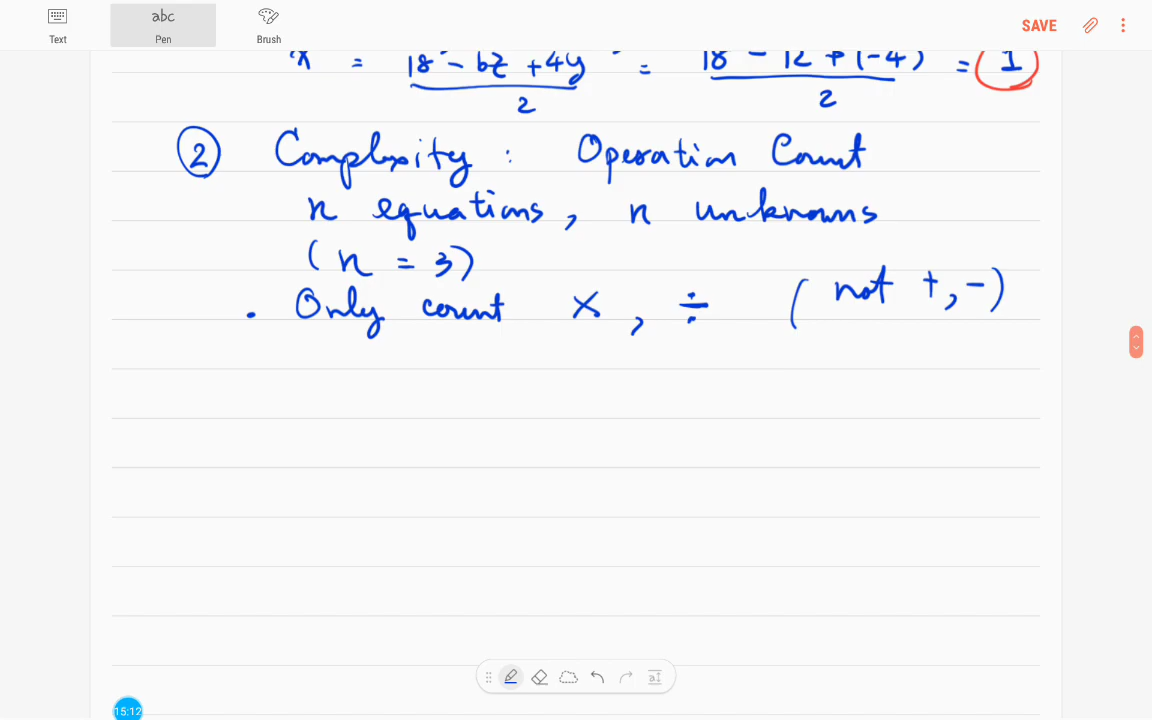 Text
abc
Pen
Brush
SAVE
x = 18 - 6z + 4y / 2 = 18 - 12 + (-4) / 2 = 1
② Complexity : Operation Count
n equations, n unknowns
(n = 3)
. Only count ×, ÷ (not +, -)
15:12